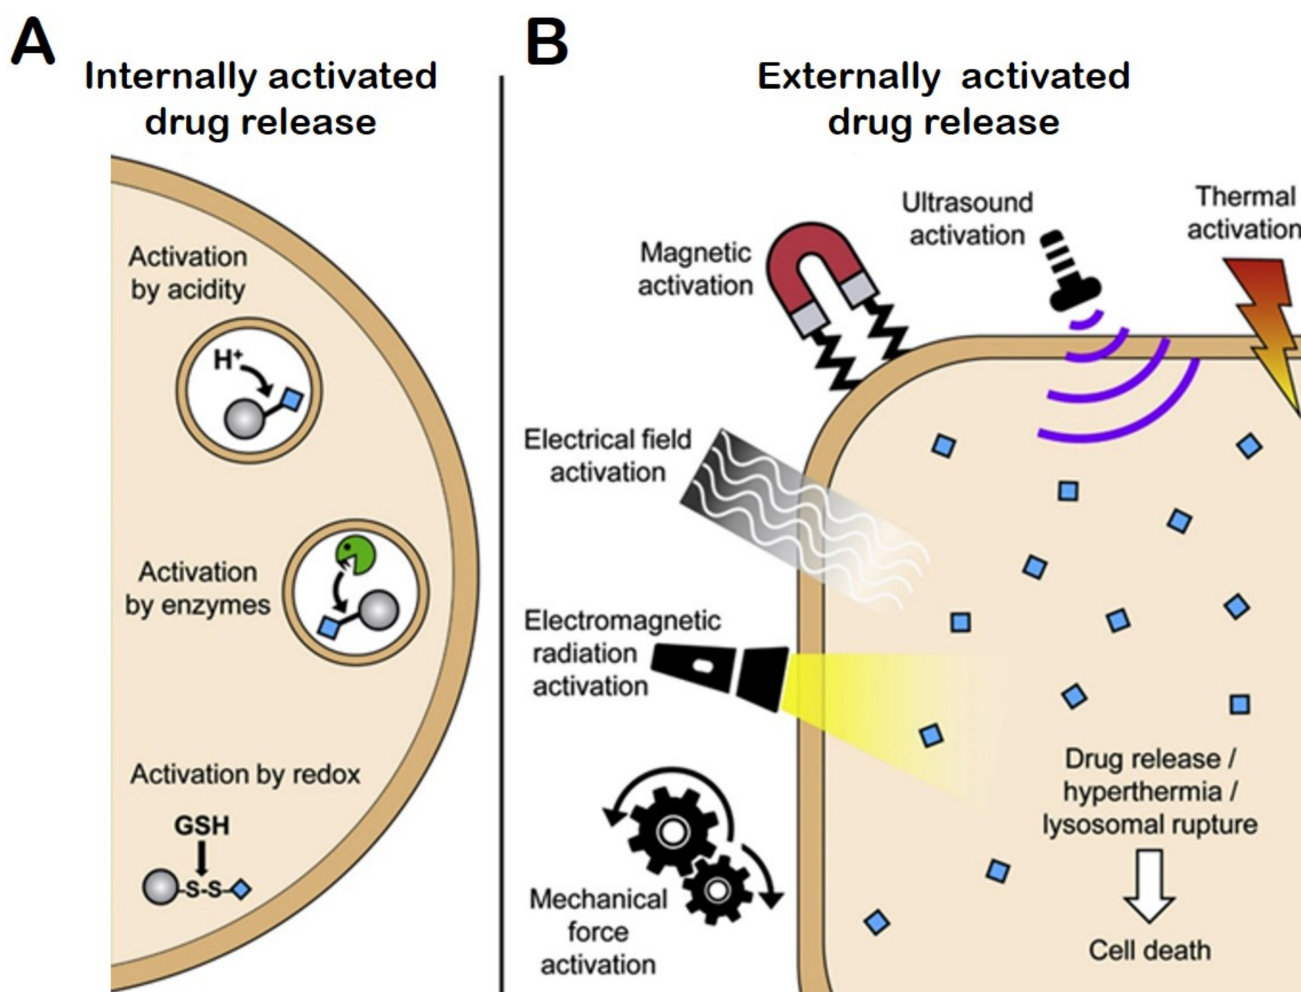 A
Internally activated
drug release
Activation
by acidity
H⁺
Activation
by enzymes
Activation by redox
GSH
-S-S-
B
Externally activated
drug release
Magnetic
activation
Ultrasound
activation
Thermal
activation
Electrical field
activation
Electromagnetic
radiation
activation
Mechanical
force
activation
Drug release /
hyperthermia /
lysosomal rupture
Cell death